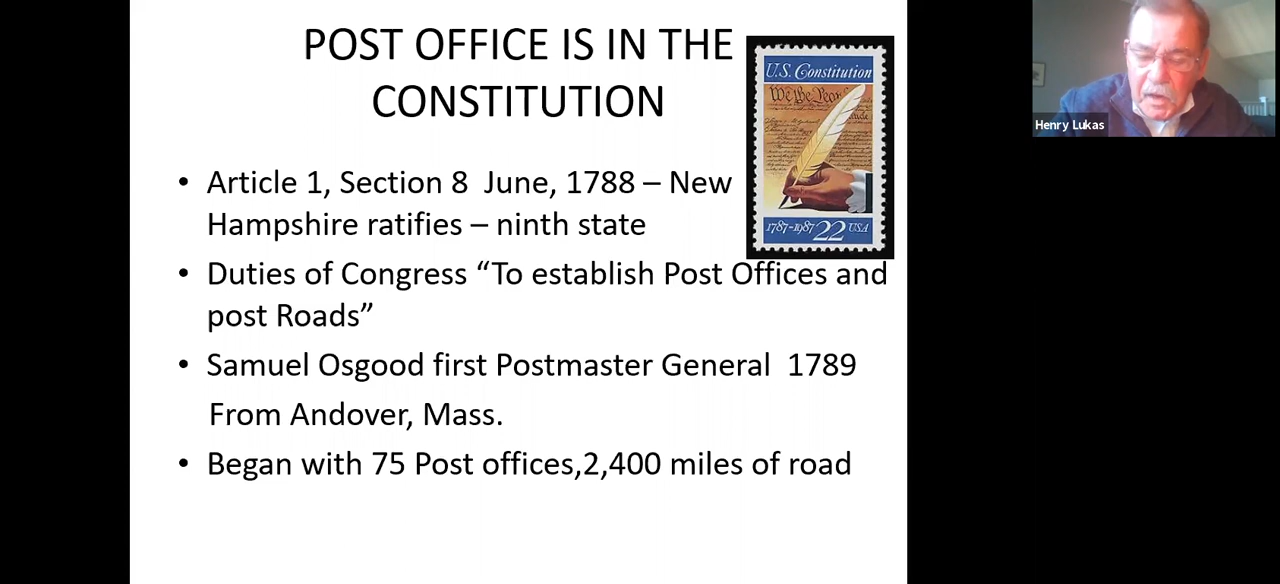 POST OFFICE IS IN THE
CONSTITUTION
• Article 1, Section 8 June, 1788 – New
Hampshire ratifies – ninth state
• Duties of Congress “To establish Post Offices and
post Roads”
• Samuel Osgood first Postmaster General 1789
From Andover, Mass.
• Began with 75 Post offices,2,400 miles of road
U.S. Constitution
We the People
1787-1987 22 USA
Henry Lukas